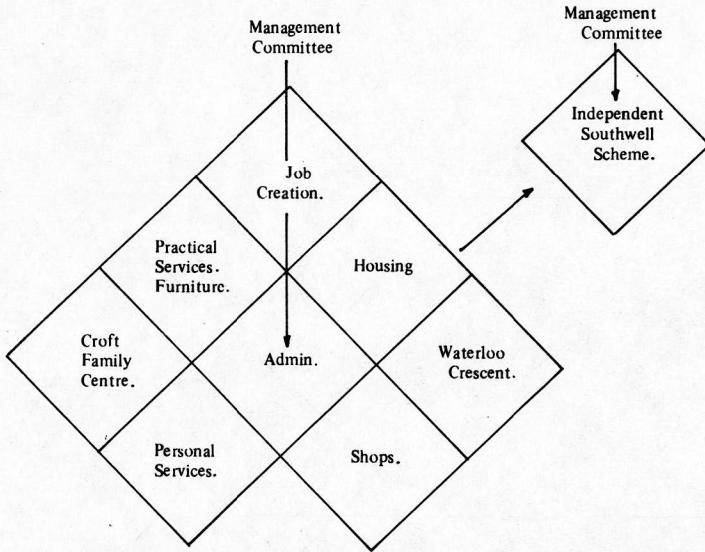 Management
Committee
Management
Committee
Independent
Southwell
Scheme.
Job
Creation.
Practical
Services.
Furniture.
Housing
Croft
Family
Centre.
Admin.
Waterloo
Crescent.
Personal
Services.
Shops.